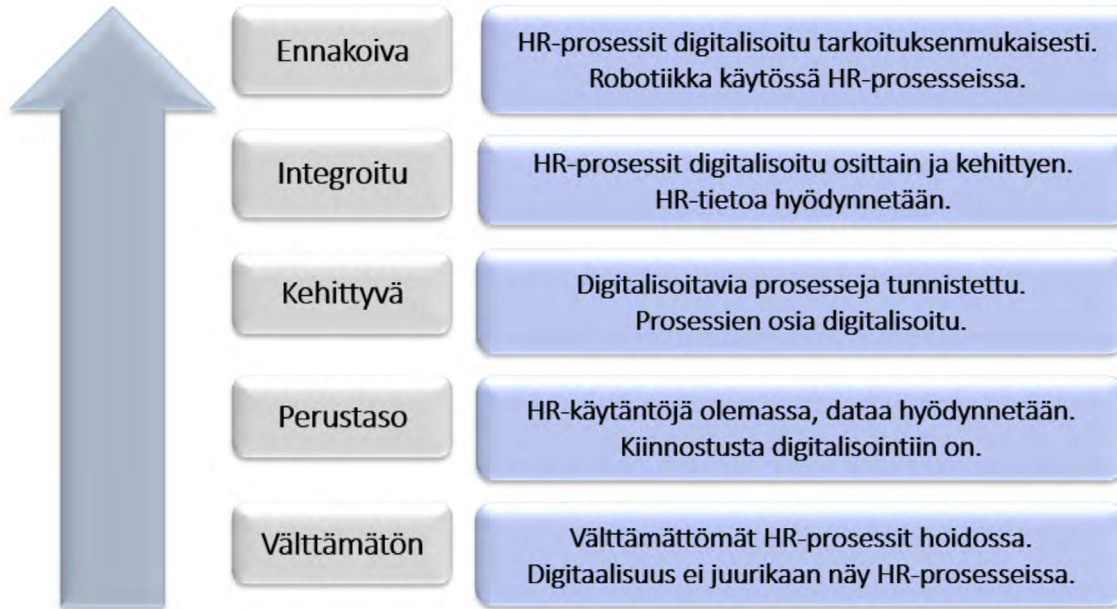 Ennakoiva
HR-prosessit digitalisoitu tarkoituksenmukaisesti.
Robotiikka käytössä HR-prosesseissa.
Integroitu
HR-prosessit digitalisoitu osittain ja kehittyen.
HR-tietoa hyödynnetään.
Kehittyvä
Digitalisoitavia prosesseja tunnistettu.
Prosessien osia digitalisoitu.
Perustaso
HR-käytäntöjä olemassa, dataa hyödynnetään.
Kiinnostusta digitalisointiin on.
Välttämätön
Välttämättömät HR-prosessit hoidossa.
Digitaalisuus ei juurikaan näy HR-prosesseissa.